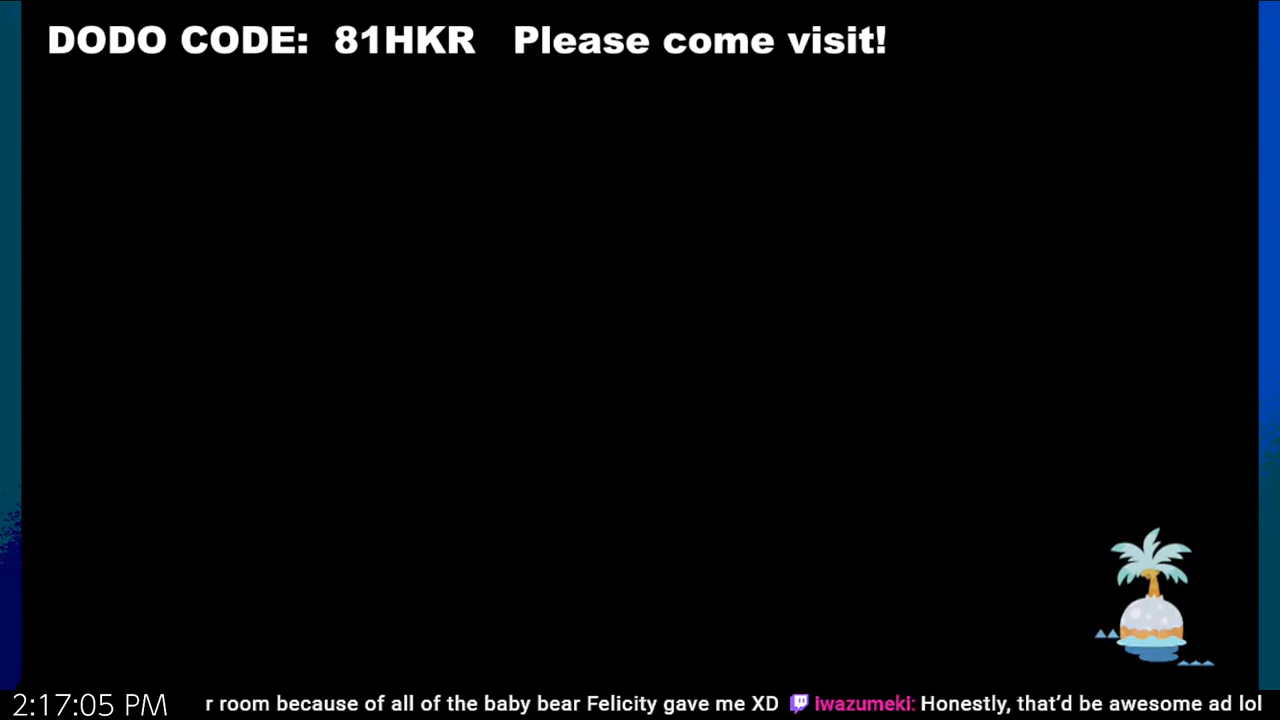 DODO CODE: 81HKR Please come visit!
2:17:05 PM r room because of all of the baby bear Felicity gave me XD iwazumeki: Honestly, that'd be awesome ad lol